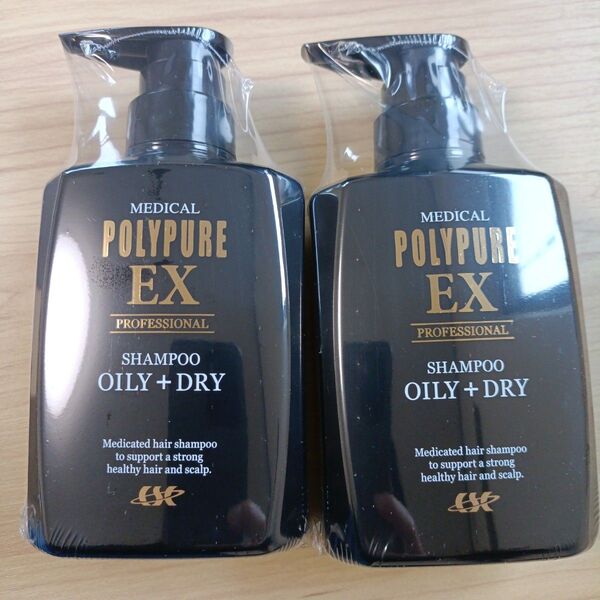 MEDICAL
POLYPURE
EX
PROFESSIONAL
SHAMPOO
OILY + DRY
Medicated hair shampoo
to support a strong
healthy hair and scalp.
MEDICAL
POLYPURE
EX
PROFESSIONAL
SHAMPOO
OILY + DRY
Medicated hair shampoo
to support a strong
healthy hair and scalp.